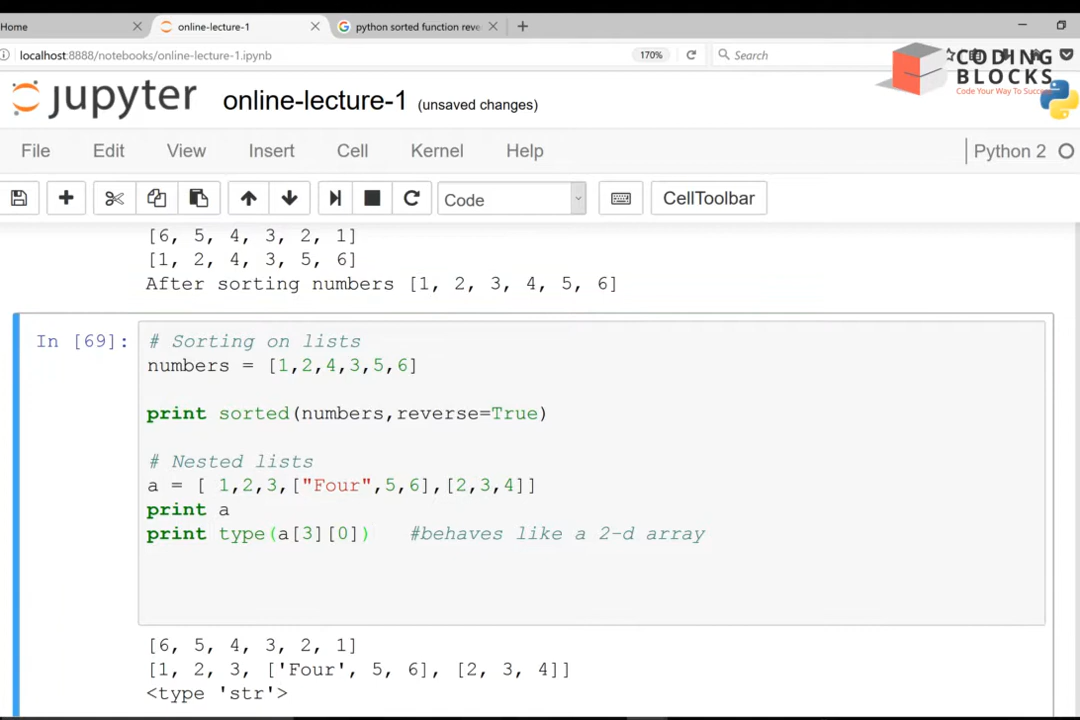 Home
online-lecture-1
python sorted function reve
localhost:8888/notebooks/online-lecture-1.ipynb
170%
Search
CODING
BLOCKS
Code Your Way To Success
jupyter online-lecture-1 (unsaved changes)
File Edit View Insert Cell Kernel Help Python 2
Code CellToolbar
[6, 5, 4, 3, 2, 1]
[1, 2, 4, 3, 5, 6]
After sorting numbers [1, 2, 3, 4, 5, 6]
In [69]: # Sorting on lists
numbers = [1,2,4,3,5,6]
print sorted(numbers,reverse=True)
# Nested lists
a = [ 1,2,3,["Four",5,6],[2,3,4]]
print a
print type(a[3][0]) #behaves like a 2-d array
[6, 5, 4, 3, 2, 1]
[1, 2, 3, ['Four', 5, 6], [2, 3, 4]]
<type 'str'>